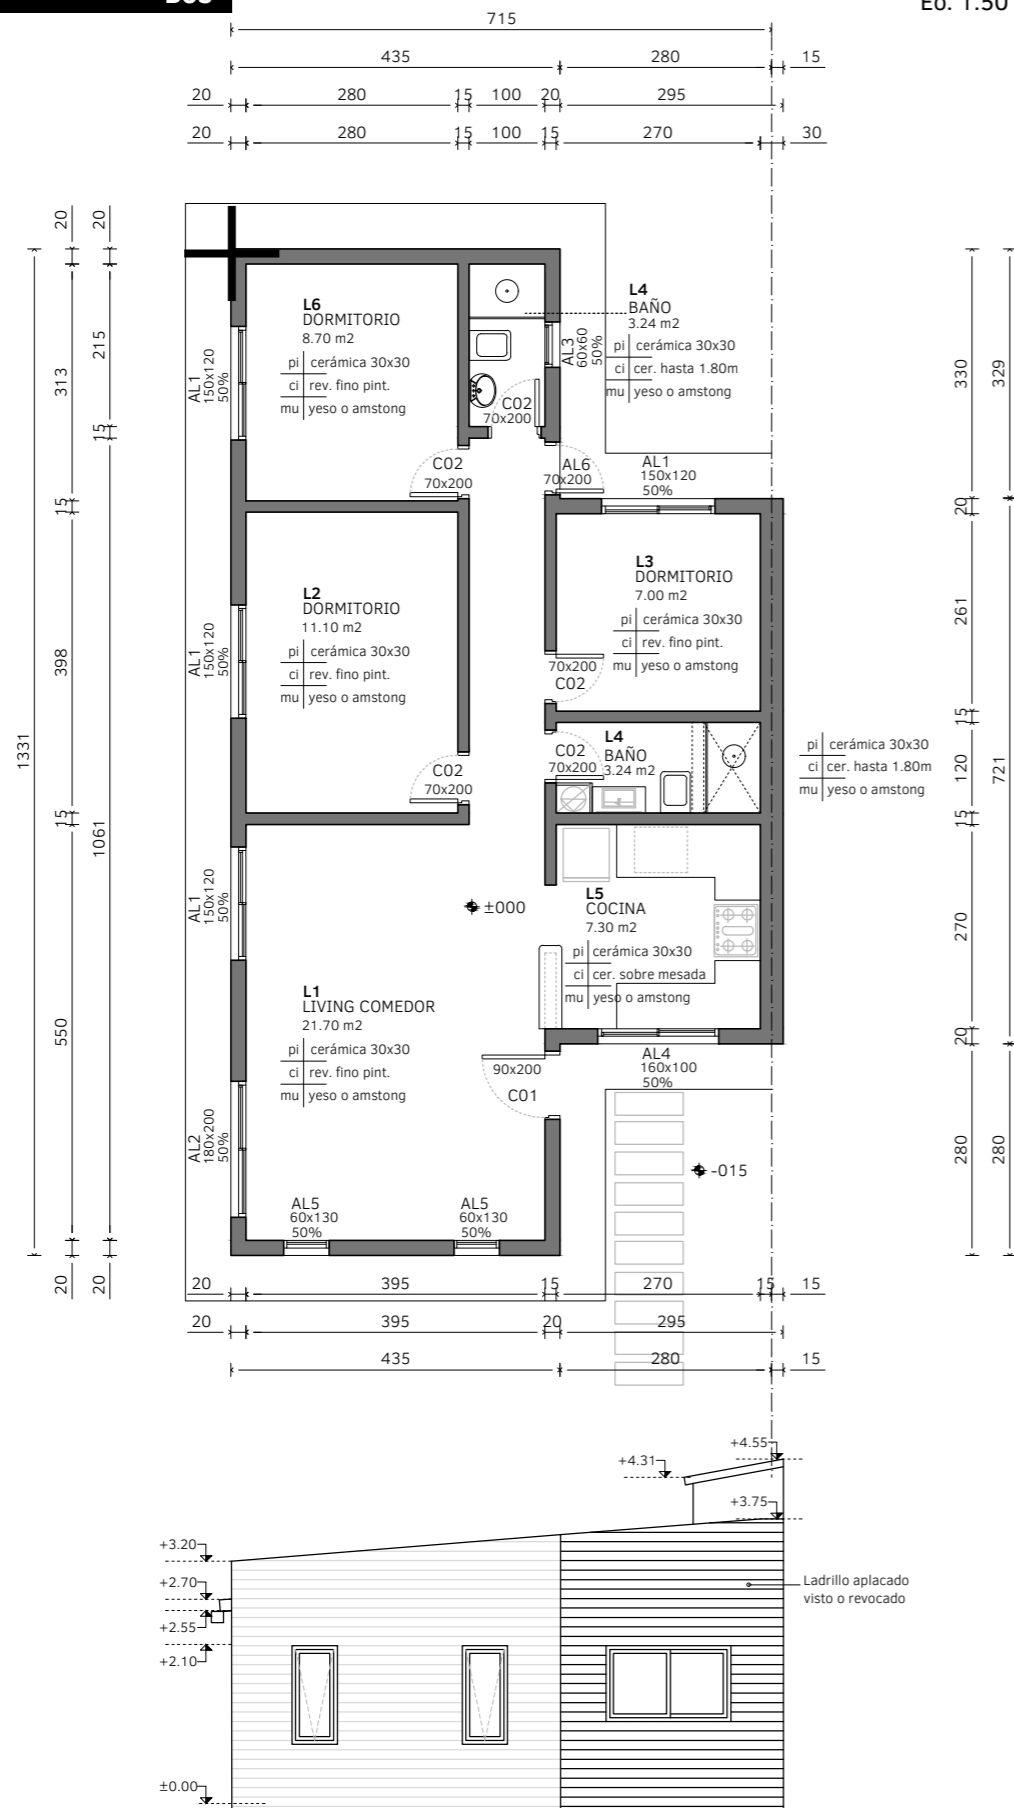 Eo. 1:50
715
435 280 15
20 280 15 100 20 295
20 280 15 100 15 270 30
20 20
313 215
15
15
398
1331
1061
15
550
20 20
330 329
20
261
15
120 721
15
270
20
280 280
L6
DORMITORIO
8.70 m2
pi cerámica 30x30
ci rev. fino pint.
mu yeso o amstong
AL1
150x120
50%
L4
BAÑO
3.24 m2
pi cerámica 30x30
ci cer. hasta 1.80m
mu yeso o amstong
AL3
60x60
50%
C02
70x200
C02
70x200
AL6
70x200
AL1
150x120
50%
L2
DORMITORIO
11.10 m2
pi cerámica 30x30
ci rev. fino pint.
mu yeso o amstong
AL1
150x120
50%
C02
70x200
L3
DORMITORIO
7.00 m2
pi cerámica 30x30
ci rev. fino pint.
mu yeso o amstong
70x200
C02
C02
70x200
L4
BAÑO
3.24 m2
pi cerámica 30x30
ci cer. hasta 1.80m
mu yeso o amstong
±000
L5
COCINA
7.30 m2
pi cerámica 30x30
ci cer. sobre mesada
mu yeso o amstong
AL1
150x120
50%
L1
LIVING COMEDOR
21.70 m2
pi cerámica 30x30
ci rev. fino pint.
mu yeso o amstong
90x200
C01
AL4
160x100
50%
AL2
180x200
50%
-015
AL5
60x130
50%
AL5
60x130
50%
20 395 15 270 15 15
20 395 20 295
435 280 15
+4.55
+4.31
+3.75
+3.20
+2.70
+2.55
+2.10
±0.00
Ladrillo aplacado
visto o revocado